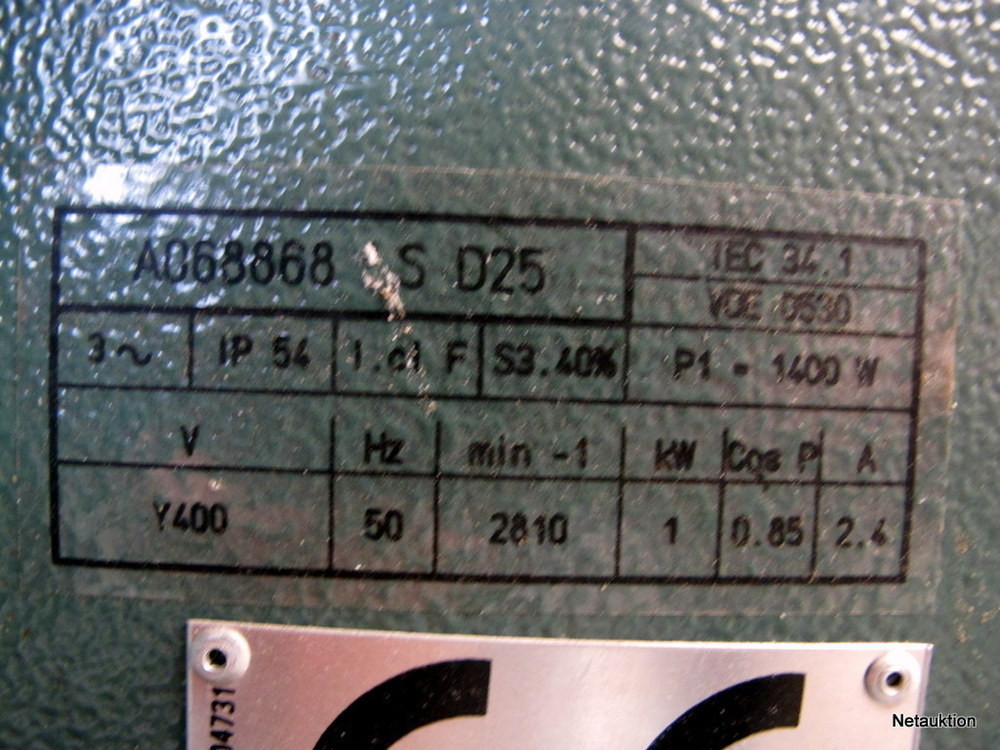 A068868 S D25
IEC 34.1
VDE 0530
3~ IP 54 I.cl F S3.40% P1 = 1400 W
V Hz min -1 kW Cos P A
Y400 50 2810 1 0.85 2.4
04731
CE
Netauktion